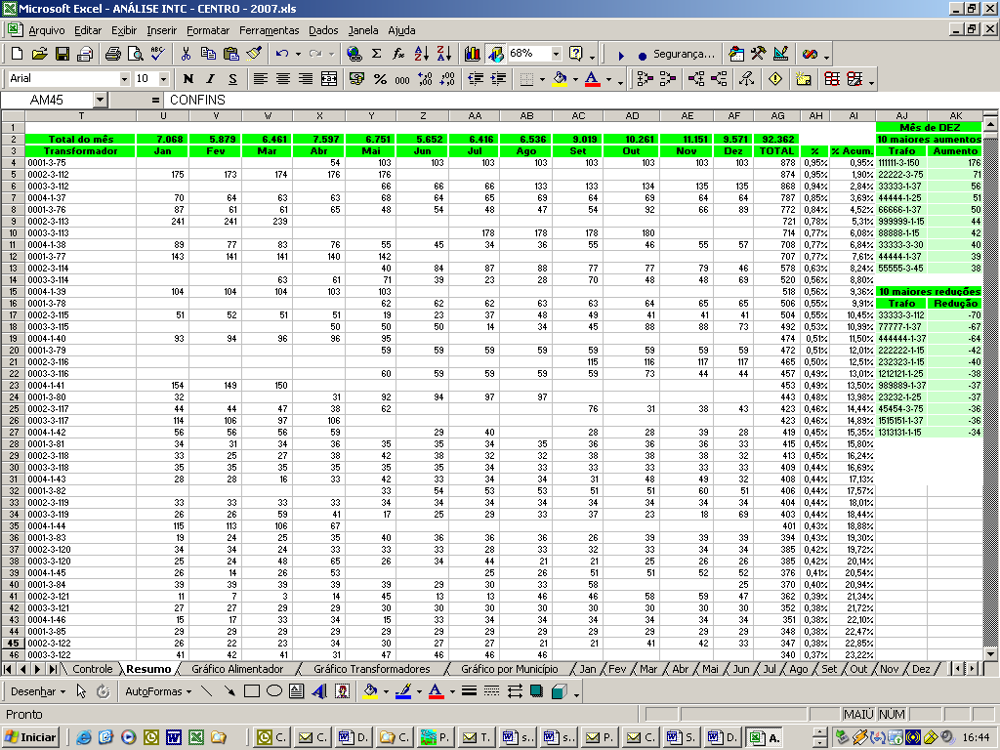 Microsoft Excel - ANÁLISE INTC - CENTRO - 2007.xls
Arquivo Editar Exibir Inserir Formatar Ferramentas Dados Janela Ajuda
68% Segurança...
Arial 10 N I S
AM45 = CONFINS
T U V W X Y Z AA AB AC AD AE AF AG AH AI AJ AK
1 Mês de DEZ
2 Total do mês 7.068 5.879 6.461 7.597 6.751 5.652 6.416 6.536 9.019 10.261 11.151 9.571 92.362 10 maiores aumentos
3 Transformador Jan Fev Mar Abr Mai Jun Jul Ago Set Out Nov Dez TOTAL % % Acum. Trafo Aumento
4 0001-3-75 54 103 103 103 103 103 103 103 103 878 0,95% 0,95% 111111-3-150 176
5 0002-3-112 175 173 174 176 176 874 0,95% 1,90% 22222-3-75 71
6 0003-3-112 66 66 66 133 133 134 135 135 868 0,94% 2,84% 33333-1-37 56
7 0004-1-37 70 64 63 63 68 64 65 69 64 69 64 64 787 0,85% 3,69% 44444-1-25 51
8 0001-3-76 87 61 61 65 48 54 48 47 54 92 66 89 772 0,84% 4,52% 66666-1-37 50
9 0002-3-113 241 241 239 721 0,78% 5,31% 999999-1-15 44
10 0003-3-113 178 178 178 180 714 0,77% 6,08% 88888-1-15 42
11 0004-1-38 89 77 83 76 55 45 34 36 55 46 55 57 708 0,77% 6,84% 33333-3-30 40
12 0001-3-77 143 141 141 140 142 707 0,77% 7,61% 44444-1-37 39
13 0002-3-114 40 84 87 88 77 77 79 46 578 0,63% 8,24% 55555-3-45 38
14 0003-3-114 63 61 71 39 23 28 70 48 48 69 520 0,56% 8,80%
15 0004-1-39 104 104 104 103 103 518 0,56% 9,36% 10 maiores reduções
16 0001-3-78 62 62 62 63 63 64 65 65 506 0,55% 9,91% Trafo Redução
17 0002-3-115 51 52 51 51 19 23 37 48 49 41 41 41 504 0,55% 10,45% 33333-3-112 -70
18 0003-3-115 50 50 50 14 34 45 88 88 73 492 0,53% 10,99% 77777-1-37 -67
19 0004-1-40 93 94 96 96 95 474 0,51 11,50% 444444-1-37 -64
20 0001-3-79 59 59 59 59 59 59 59 59 472 0,51% 12,01% 222222-1-15 -42
21 0002-3-116 115 116 117 117 465 0,50% 12,51% 232323-1-15 -40
22 0003-3-116 60 59 59 59 59 73 44 44 457 0,49% 13,01% 1212121-1-25 -38
23 0004-1-41 154 149 150 453 0,49% 13,50% 989889-1-37 -37
24 0001-3-80 32 31 92 94 97 97 443 0,48% 13,98% 23232-1-25 -37
25 0002-3-117 44 44 47 38 62 76 31 38 43 423 0,46% 14,44% 45454-3-75 -36
26 0003-3-117 114 106 97 106 423 0,46% 14,89% 1515151-1-37 -36
27 0004-1-42 56 56 56 59 29 40 28 28 39 28 419 0,45% 15,35% 1313131-1-15 -34
28 0001-3-81 34 31 34 36 35 35 34 35 36 36 36 33 415 0,45% 15,80%
29 0002-3-118 33 25 27 38 42 38 32 32 38 38 38 32 413 0,45% 16,24%
30 0003-3-118 35 35 35 35 35 35 34 33 33 33 33 33 409 0,44% 16,69%
31 0004-1-43 28 28 16 33 42 33 34 34 31 48 49 32 408 0,44% 17,13%
32 0001-3-82 33 54 53 53 51 51 60 51 406 0,44% 17,57%
33 0002-3-119 33 33 33 33 34 34 34 34 34 34 34 34 404 0,44% 18,01%
34 0003-3-119 26 26 59 41 17 25 29 33 37 23 18 69 403 0,44% 18,44%
35 0004-1-44 115 113 106 67 401 0,43% 18,88%
36 0001-3-83 19 24 25 35 40 36 36 36 26 39 39 39 394 0,43% 19,30%
37 0002-3-120 34 34 24 33 33 33 28 33 32 33 34 34 385 0,42% 19,72%
38 0003-3-120 25 24 48 65 26 34 44 21 21 25 26 26 385 0,42% 20,14%
39 0004-1-45 26 14 26 53 25 26 51 51 52 52 376 0,41% 20,54%
40 0001-3-84 39 39 39 39 39 29 30 33 58 25 370 0,40% 20,94%
41 0002-3-121 11 7 3 14 45 13 13 46 46 58 59 47 362 0,39% 21,34%
42 0003-3-121 27 27 29 29 30 30 30 30 30 30 30 30 352 0,38% 21,72%
43 0004-1-46 15 17 33 34 15 33 34 34 34 34 34 34 351 0,38% 22,10%
44 0001-3-85 29 29 29 29 29 29 29 29 29 29 29 29 348 0,38% 22,47%
45 0002-3-122 26 22 23 34 30 27 27 21 21 41 42 33 347 0,38% 22,85%
46 0003-3-122 41 42 41 31 47 46 46 46 340 0,37% 23,22%
Controle Resumo Gráfico Alimentador Gráfico Transformadores Gráfico por Município Jan Fev Mar Abr Mai Jun Jul Ago Set Out Nov Dez
Desenhar AutoFormas
Pronto MAIÚ NÚM
Iniciar C. C. D. C. P. T. s.. s.. P. C. S. D. A. 16:44